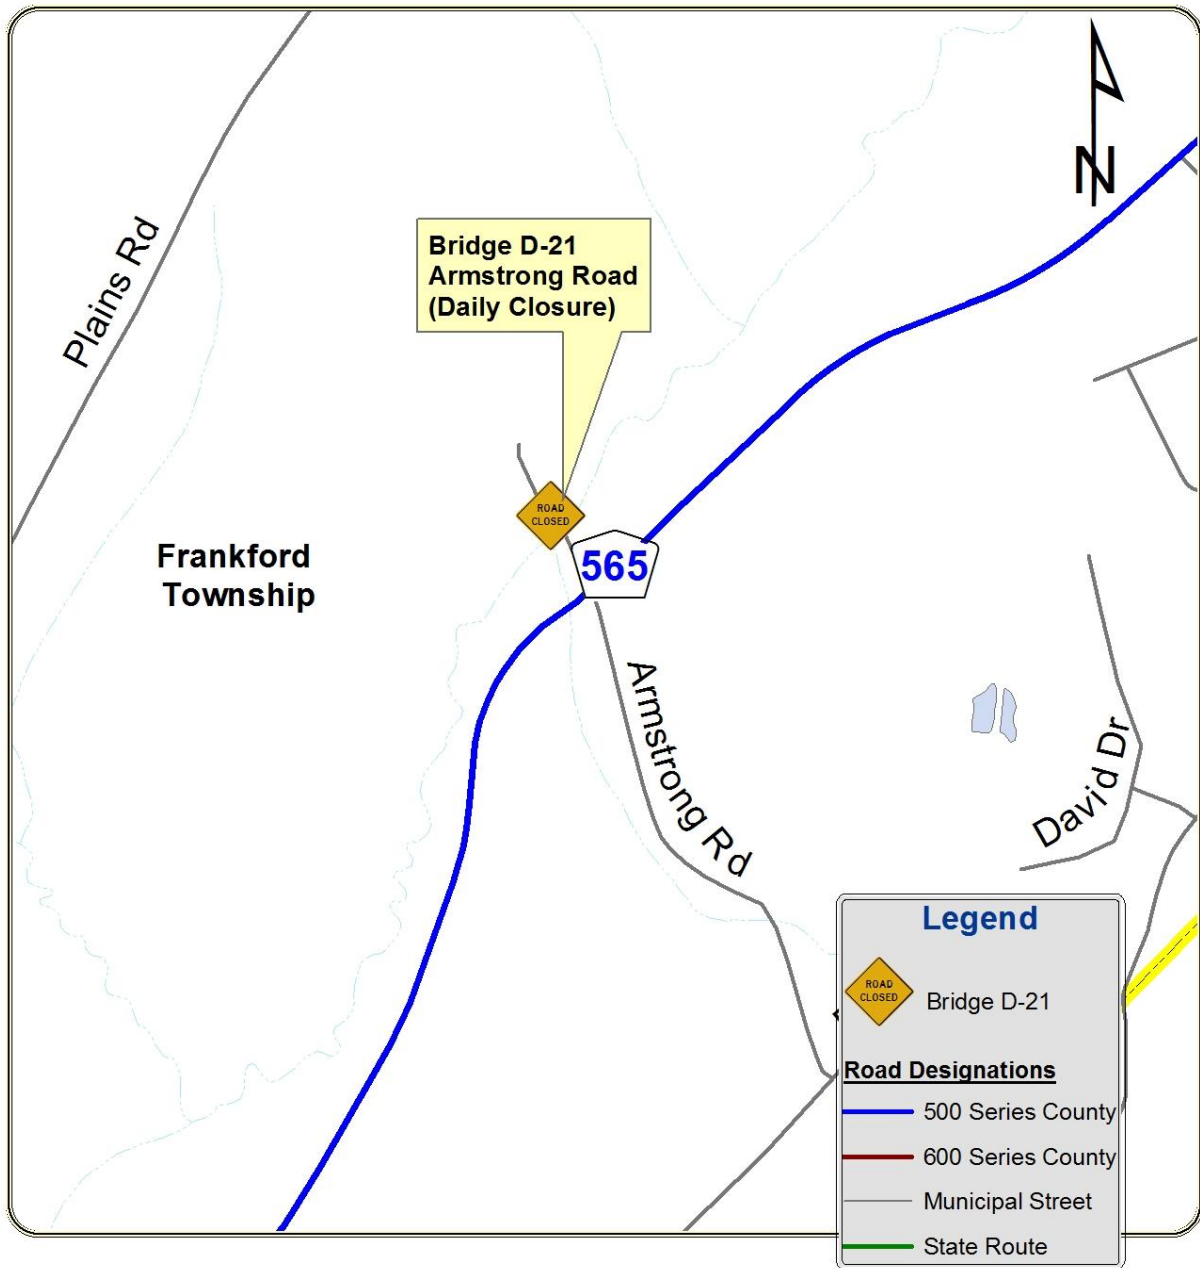 N
Plains Rd
Bridge D-21
Armstrong Road
(Daily Closure)
ROAD
CLOSED
565
Frankford
Township
Armstrong Rd
David Dr
Legend
ROAD
CLOSED
Bridge D-21
Road Designations
500 Series County
600 Series County
Municipal Street
State Route